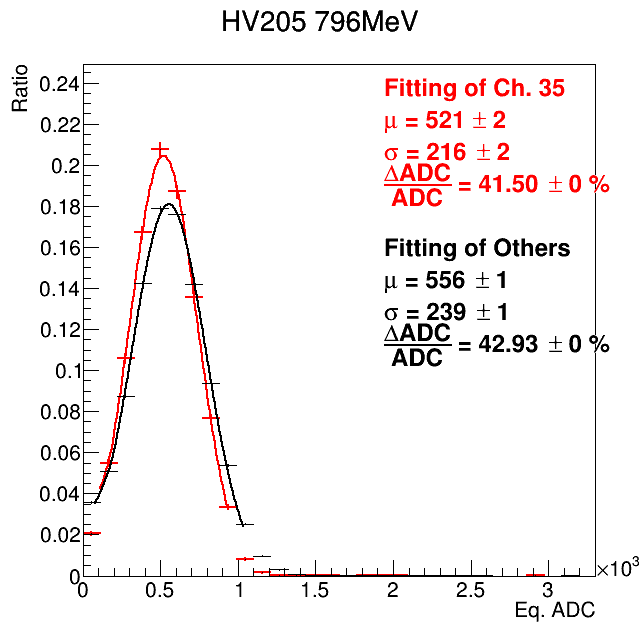 HV205 796MeV
Ratio
0.24
0.22
0.2
0.18
0.16
0.14
0.12
0.1
0.08
0.06
0.04
0.02
0
Fitting of Ch. 35
μ = 521 ± 2
σ = 216 ± 2
ΔADC
ADC
= 41.50 ± 0 %
Fitting of Others
μ = 556 ± 1
σ = 239 ± 1
ΔADC
ADC
= 42.93 ± 0 %
0 0.5 1 1.5 2 2.5 3 ×10³
Eq. ADC